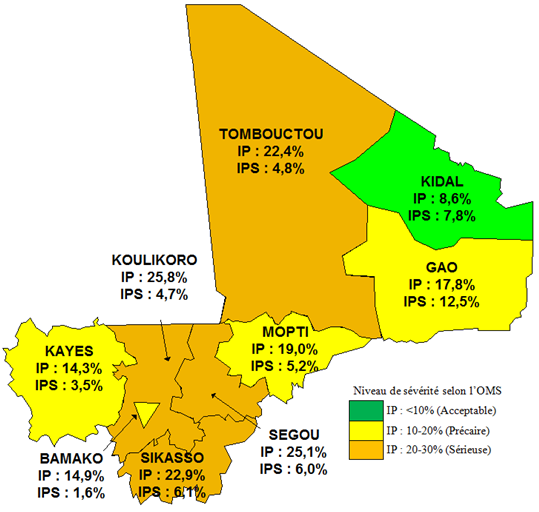 TOMBOUCTOU
IP : 22,4%
IPS : 4,8%
KIDAL
IP : 8,6%
IPS : 7,8%
KOULIKORO
IP : 25,8%
IPS : 4,7%
GAO
IP : 17,8%
IPS : 12,5%
MOPTI
IP : 19,0%
IPS : 5,2%
KAYES
IP : 14,3%
IPS : 3,5%
BAMAKO
IP : 14,9%
IPS : 1,6%
SIKASSO
IP : 22,9%
IPS : 6,1%
SEGOU
IP : 25,1%
IPS : 6,0%
Niveau de sévérité selon l'OMS
IP : <10% (Acceptable)
IP : 10-20% (Précaire)
IP : 20-30% (Sérieuse)